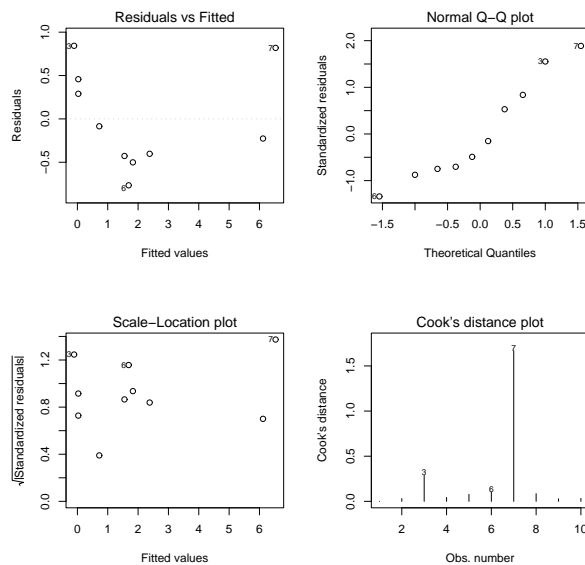 Residuals vs Fitted
Residuals
1.0
0.5
0.0
−0.5
3
7
6
0 1 2 3 4 5 6
Fitted values
Normal Q−Q plot
Standardized residuals
2.0
1.0
0.0
−1.0
7
3
6
−1.5 −0.5 0.0 0.5 1.0 1.5
Theoretical Quantiles
Scale−Location plot
√|Standardized residuals|
1.2
0.8
0.4
0.0
3
6
7
0 1 2 3 4 5 6
Fitted values
Cook's distance plot
Cook's distance
1.5
1.0
0.5
0.0
7
3
6
2 4 6 8 10
Obs. number